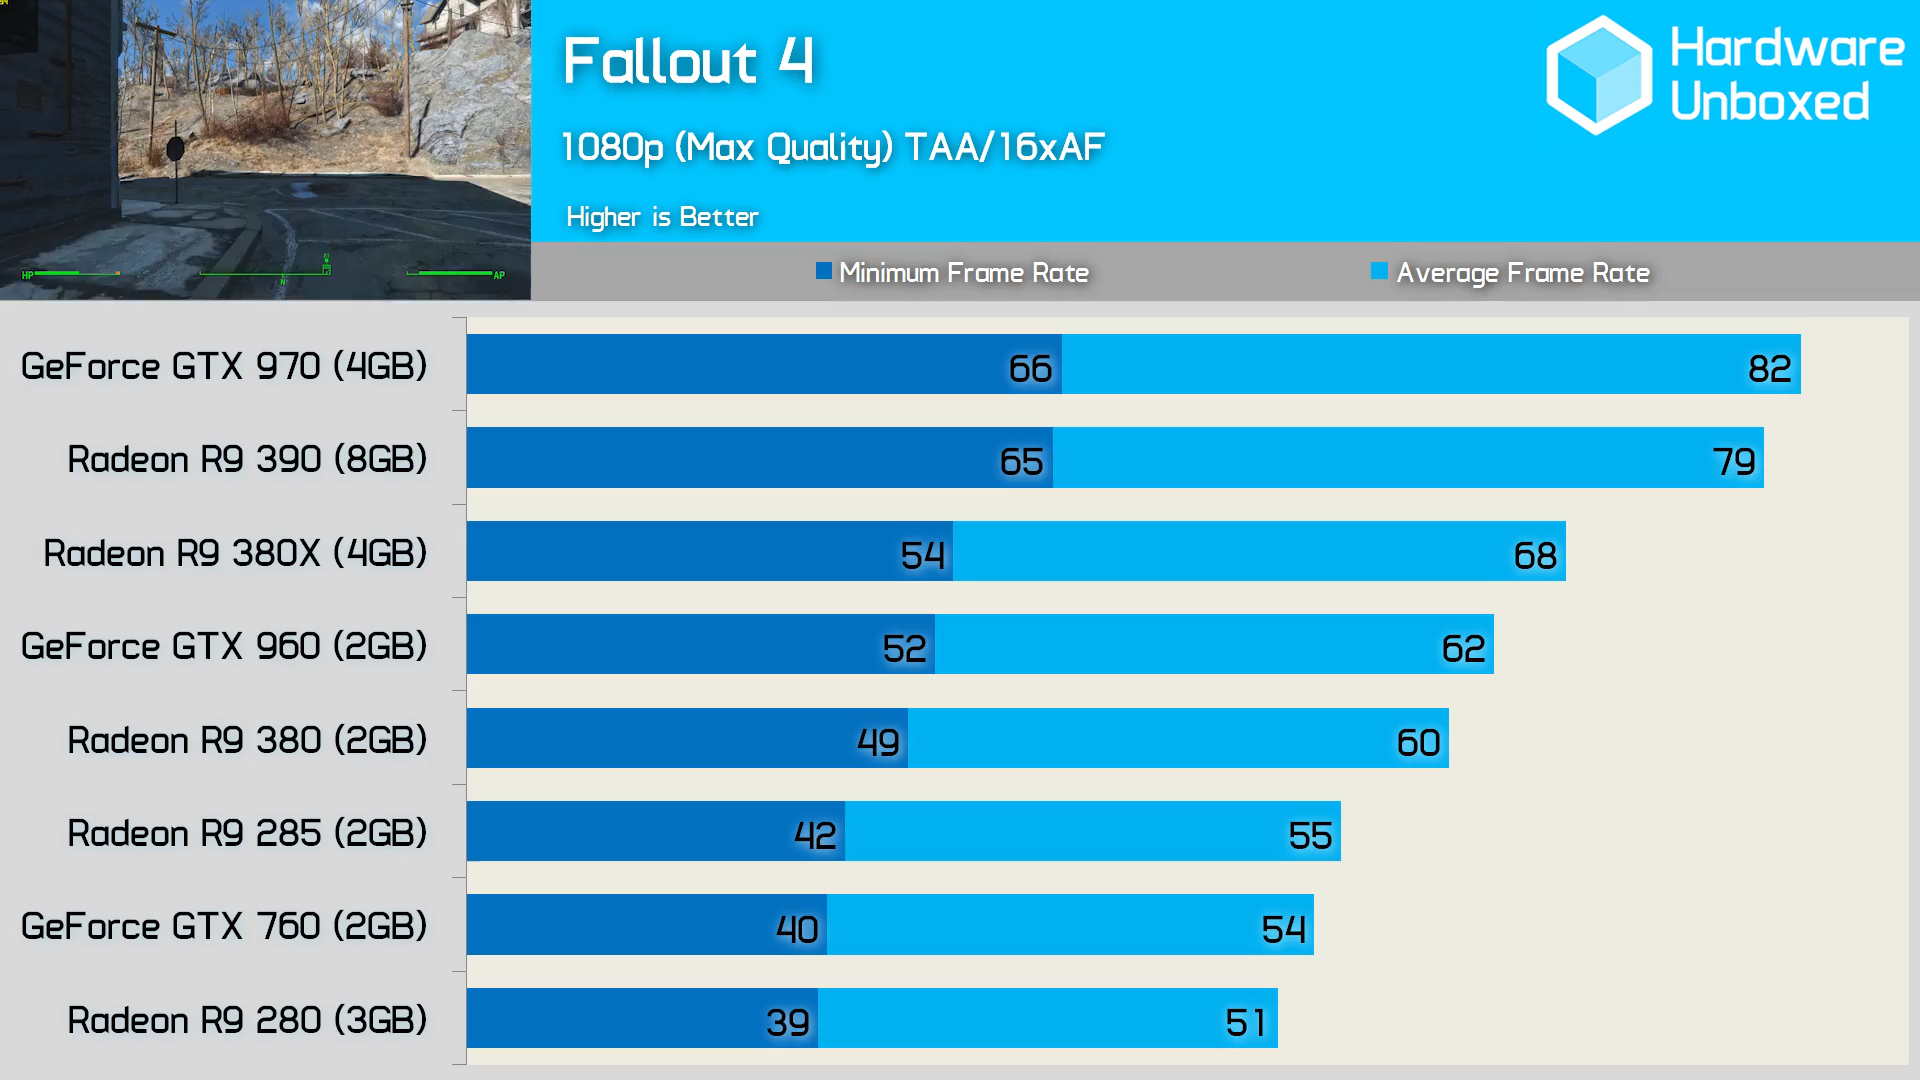 Fallout 4
1080p (Max Quality) TAA/16xAF
Higher is Better
Hardware
Unboxed
HP
N
AP
Minimum Frame Rate
Average Frame Rate
GeForce GTX 970 (4GB) 66 82
Radeon R9 390 (8GB) 65 79
Radeon R9 380X (4GB) 54 68
GeForce GTX 960 (2GB) 52 62
Radeon R9 380 (2GB) 49 60
Radeon R9 285 (2GB) 42 55
GeForce GTX 760 (2GB) 40 54
Radeon R9 280 (3GB) 39 51